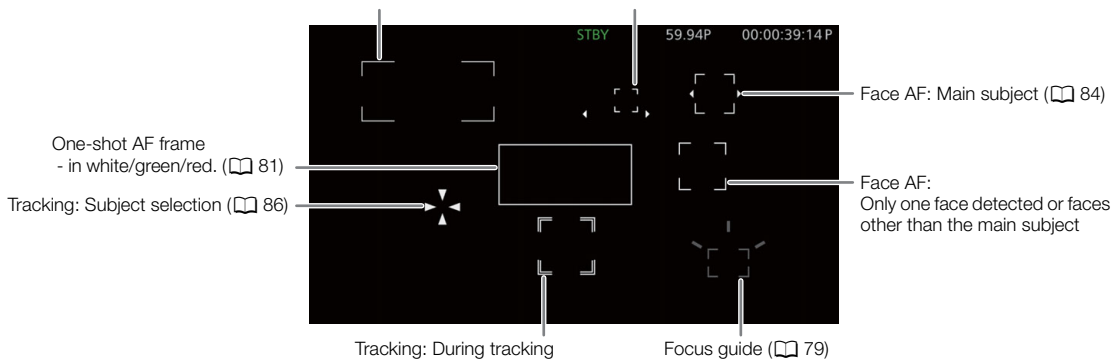 STBY 59.94P 00:00:39:14 P
Face AF: Main subject (84)
One-shot AF frame
- in white/green/red. (81)
Tracking: Subject selection (86)
Face AF:
Only one face detected or faces
other than the main subject
Tracking: During tracking
Focus guide (79)